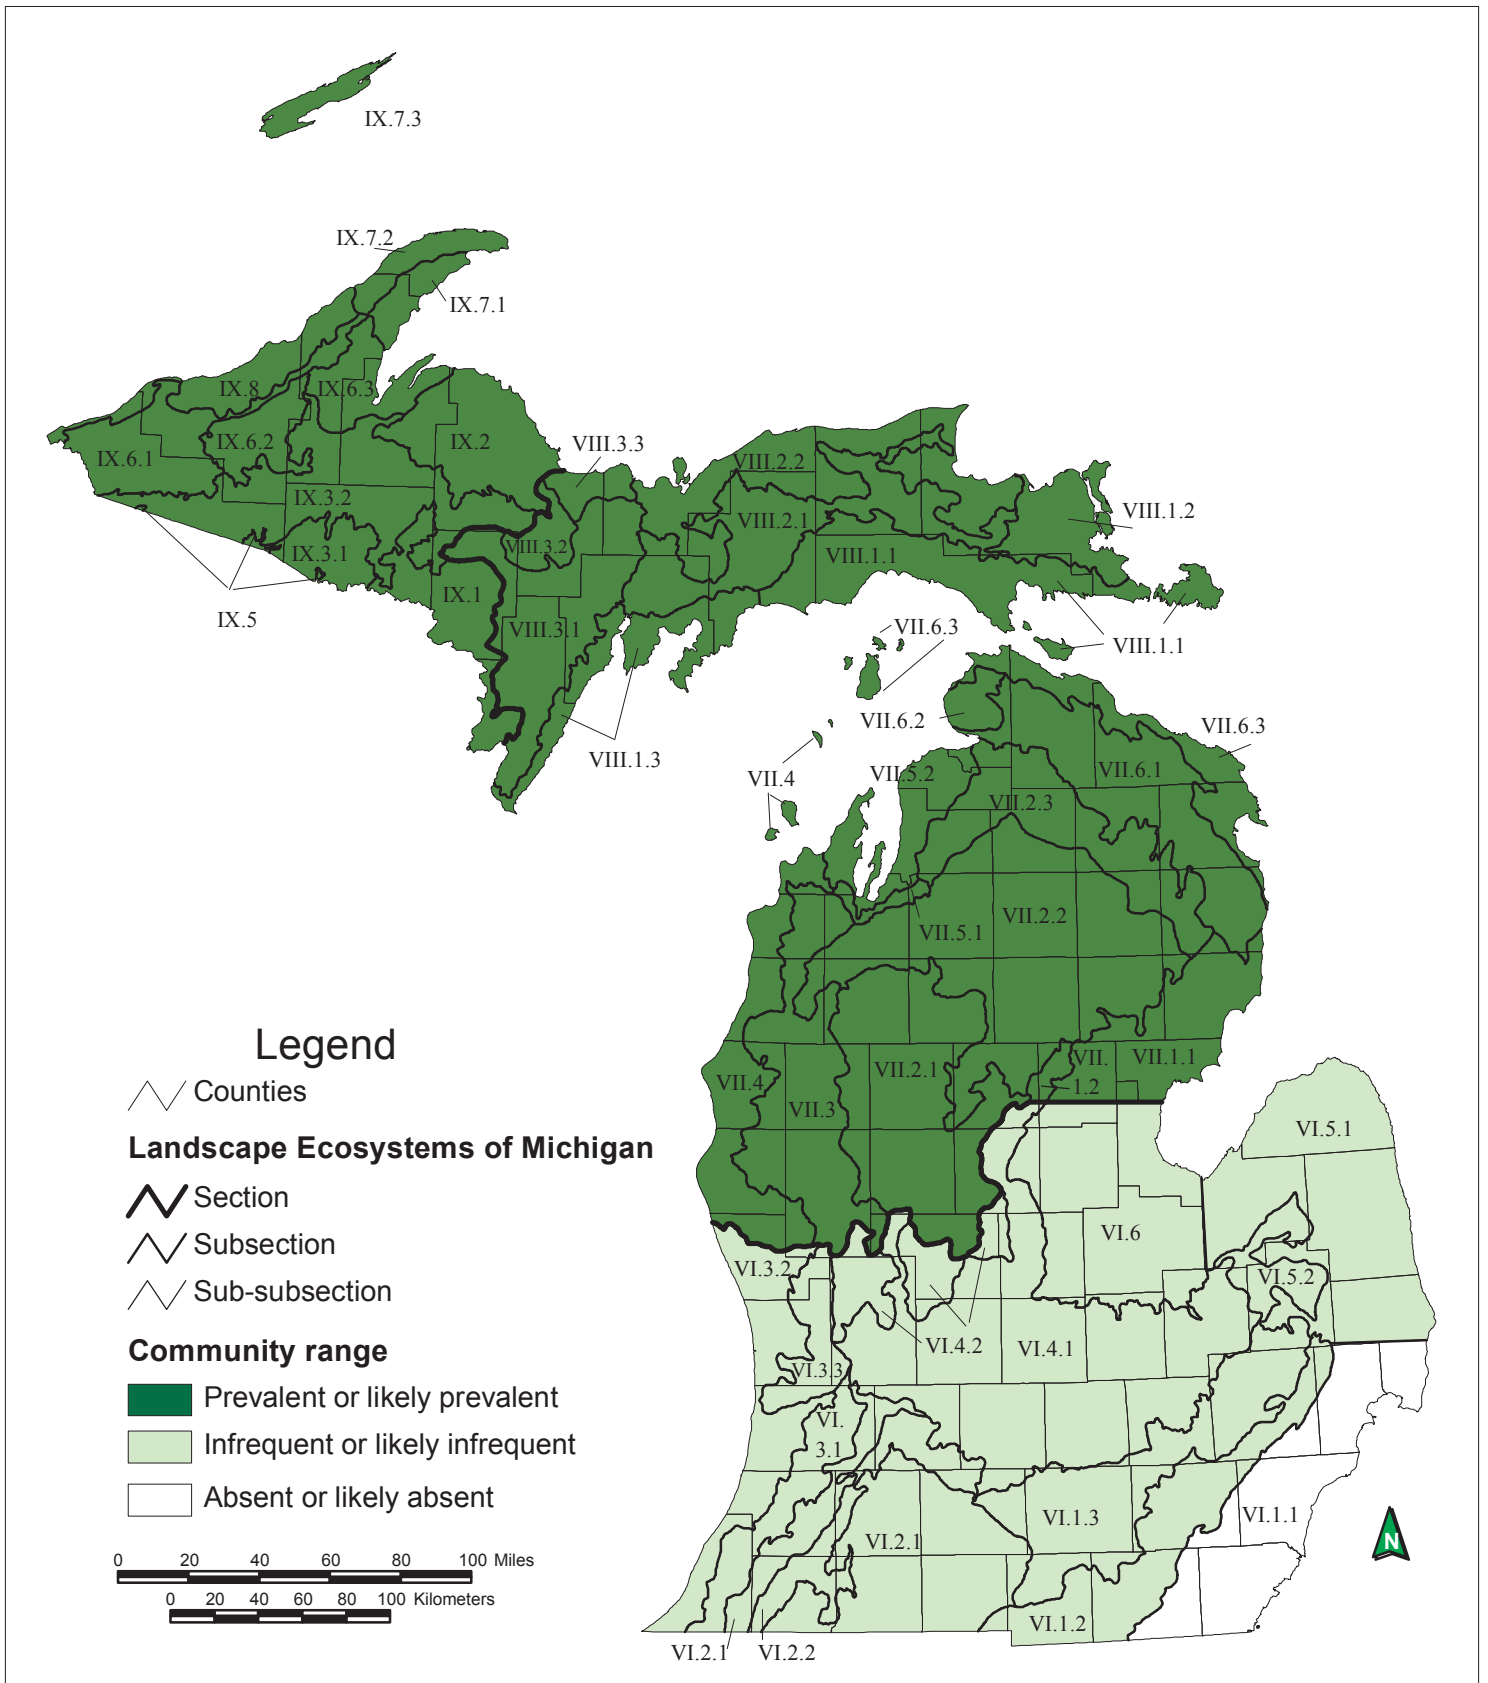 IX.7.3
IX.7.2
IX.7.1
IX.8
IX.6.3
IX.6.2
IX.2
VIII.3.3
IX.6.1
VIII.2.2
IX.3.2
VIII.2.1
VIII.1.2
IX.3.1
VIII.3.2
VIII.1.1
IX.1
IX.5
VIII.3.1
VII.6.3
VIII.1.1
VII.6.2
VII.6.3
VIII.1.3
VII.4
VII.5.2
VII.6.1
VII.2.3
VII.2.2
VII.5.1
VII.4
VII.3
VII.2.1
VII.
1.2
VII.1.1
VI.5.1
VI.6
VI.3.2
VI.5.2
VI.4.2
VI.4.1
VI.3.3
VI.
3.1
VI.2.1
VI.1.3
VI.1.1
VI.1.2
VI.2.1
VI.2.2
Legend
Counties
Landscape Ecosystems of Michigan
Section
Subsection
Sub-subsection
Community range
Prevalent or likely prevalent
Infrequent or likely infrequent
Absent or likely absent
0 20 40 60 80 100 Miles
0 20 40 60 80 100 Kilometers
N